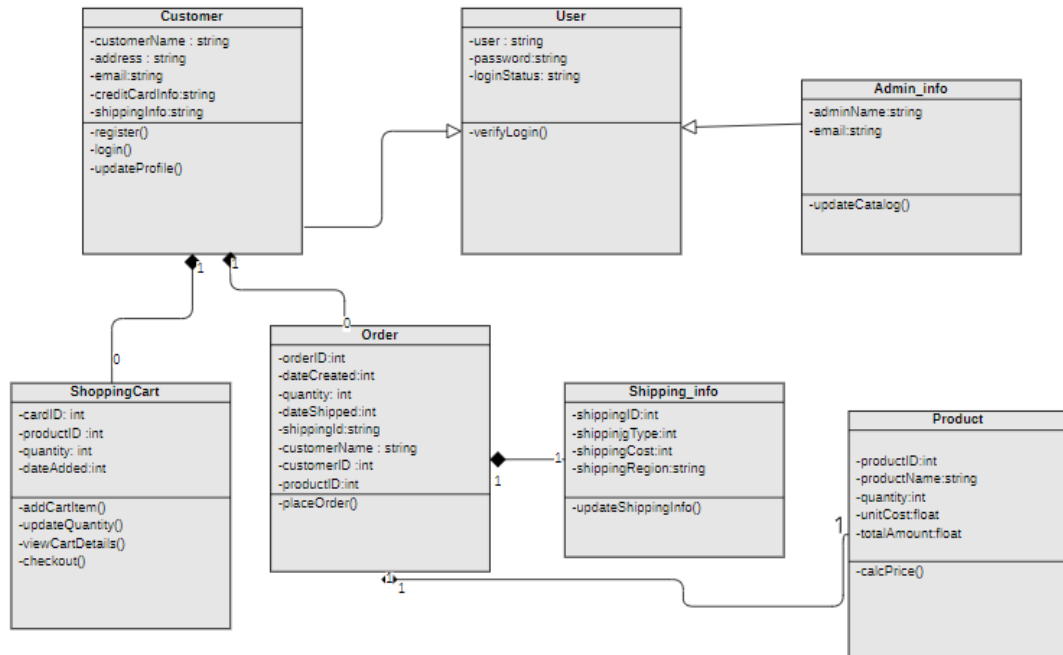 Customer
-customerName : string
-address : string
-email:string
-creditCardInfo:string
-shippingInfo:string
-register()
-login()
-updateProfile()
User
-user : string
-password:string
-loginStatus: string
-verifyLogin()
Admin_info
-adminName:string
-email:string
-updateCatalog()
1
1
0
0
ShoppingCart
-cardID: int
-productID :int
-quantity: int
-dateAdded:int
-addCartItem()
-updateQuantity()
-viewCartDetails()
-checkout()
Order
-orderID:int
-dateCreated:int
-quantity: int
-dateShipped:int
-shippingId:string
-customerName : string
-customerID :int
-productID:int
-placeOrder()
1
1
Shipping_info
-shippingID:int
-shippinjgType:int
-shippingCost:int
-shippingRegion:string
-updateShippingInfo()
Product
-productID:int
-productName:string
-quantity:int
-unitCost:float
-totalAmount:float
-calcPrice()
1
1
1